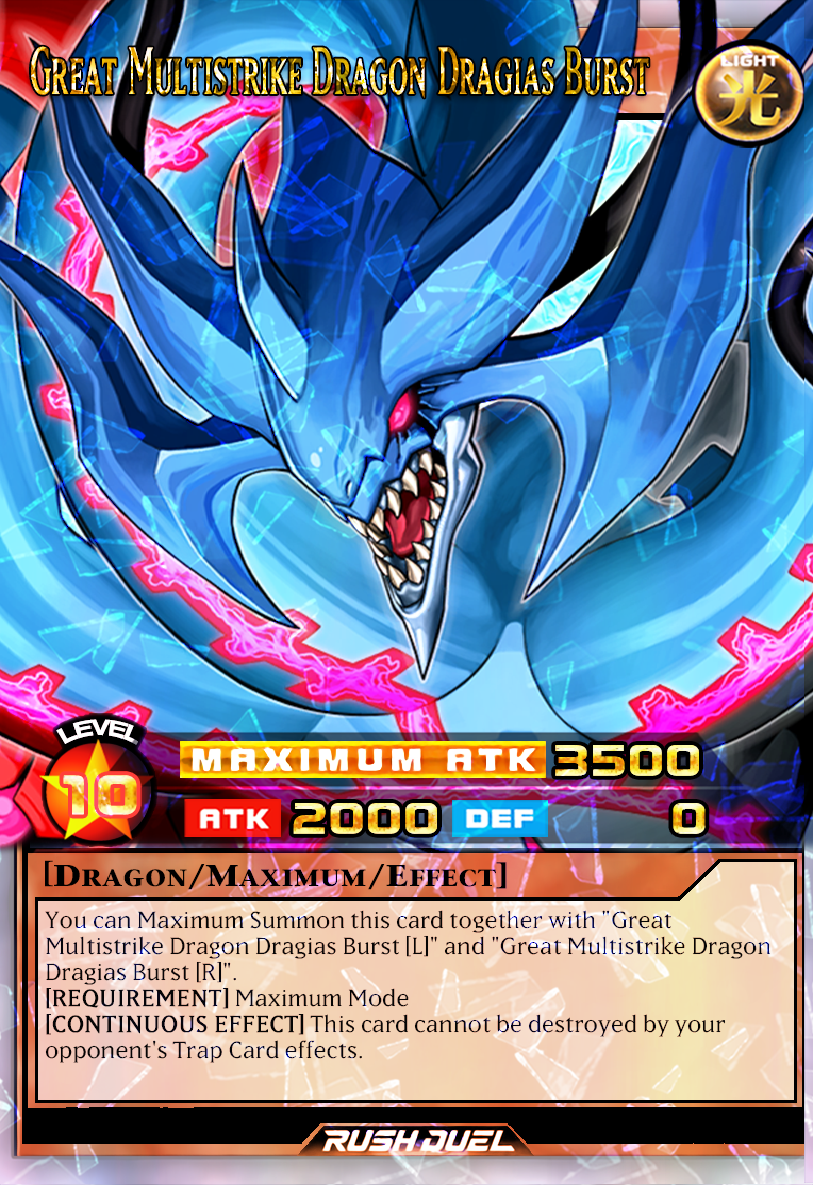 Great Multistrike Dragon Dragias Burst
LIGHT
光
LEVEL
10
MAXIMUM ATK 3500
ATK 2000 DEF 0
[Dragon/Maximum/Effect]
You can Maximum Summon this card together with "Great
Multistrike Dragon Dragias Burst [L]" and "Great Multistrike Dragon
Dragias Burst [R]".
[REQUIREMENT] Maximum Mode
[CONTINUOUS EFFECT] This card cannot be destroyed by your
opponent's Trap Card effects.
RUSH DUEL